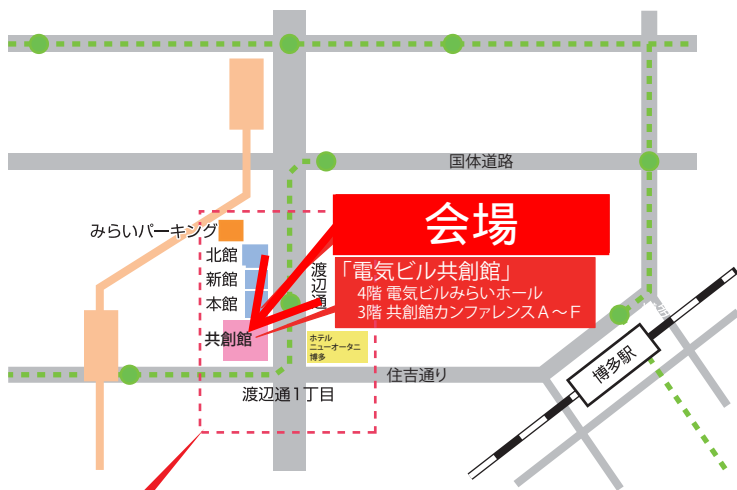 国体道路
会場
みらいパーキング
北館
新館
本館
共創館
渡辺通
「電気ビル共創館」
4階 電気ビルみらいホール
3階 共創館カンファレンスA～F
ホテル
ニューオータニ
博多
博多駅
住吉通り
渡辺通1丁目